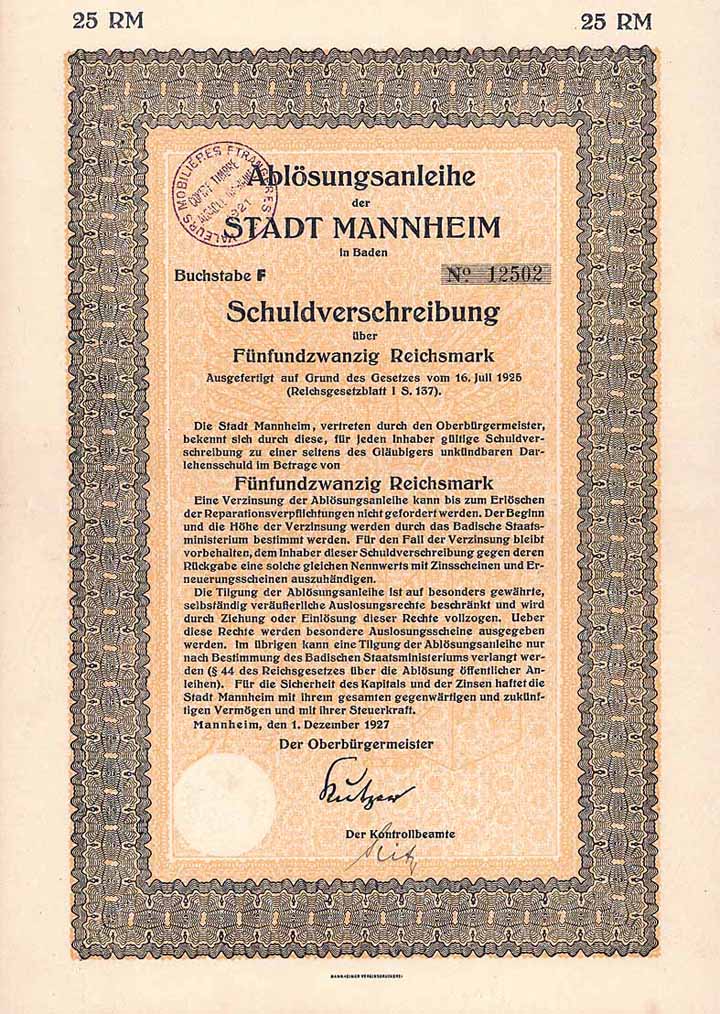 25 RM
25 RM
VALEURS MOBILIÈRES ETRANGERES
1921
Ablösungsanleihe
der
STADT MANNHEIM
in Baden
Buchstabe F
No. 12502
Schuldverschreibung
über
Fünfundzwanzig Reichsmark
Ausgefertigt auf Grund des Gesetzes vom 16. Juli 1925
(Reichsgesetzblatt I S. 137).
Die Stadt Mannheim, vertreten durch den Oberbürgermeister,
bekennt sich durch diese, für jeden Inhaber gültige Schuldver-
schreibung zu einer seitens des Gläubigers unkündbaren Dar-
lehensschuld im Betrage von
Fünfundzwanzig Reichsmark
Eine Verzinsung der Ablösungsanleihe kann bis zum Erlöschen
der Reparationsverpflichtungen nicht gefordert werden. Der Beginn
und die Höhe der Verzinsung werden durch das Badische Staats-
ministerium bestimmt werden. Für den Fall der Verzinsung bleibt
vorbehalten, dem Inhaber dieser Schuldverschreibung gegen deren
Rückgabe eine solche gleichen Nennwerts mit Zinsscheinen und Er-
neuerungsscheinen auszuhändigen.
Die Tilgung der Ablösungsanleihe ist auf besonders gewährte,
selbständig veräußerliche Auslosungsrechte beschränkt und wird
durch Ziehung oder Einlösung dieser Rechte vollzogen. Ueber
diese Rechte werden besondere Auslosungsscheine ausgegeben
werden. Im übrigen kann eine Tilgung der Ablösungsanleihe nur
nach Bestimmung des Badischen Staatsministeriums verlangt wer-
den (§ 44 des Reichsgesetzes über die Ablösung öffentlicher An-
leihen). Für die Sicherheit des Kapitals und der Zinsen haftet die
Stadt Mannheim mit ihrem gesamten gegenwärtigen und zukünf-
tigen Vermögen und mit ihrer Steuerkraft.
Mannheim, den 1. Dezember 1927
Der Oberbürgermeister
Kutzer
Der Kontrollbeamte
MANNHEIMER VEREINSDRUCKEREI